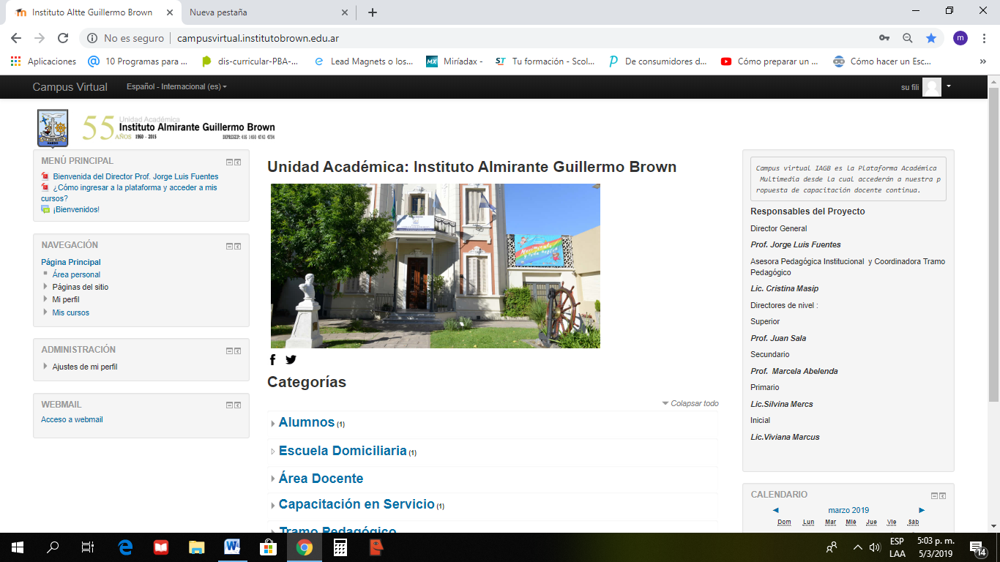 Instituto Altte Guillermo Brown
Nueva pestaña
No es seguro
campusvirtual.institutobrown.edu.ar
m
Aplicaciones
10 Programas para ...
dis-curricular-PBA-...
Lead Magnets o los...
MX
Miríadax -
ST
Tu formación - Scol...
De consumidores d...
Cómo preparar un ...
Cómo hacer un Esc...
Campus Virtual
Español - Internacional (es)
su fili
55
AÑOS
Unidad Académica
Instituto Almirante Guillermo Brown
1960 - 2015
MENÚ PRINCIPAL
Bienvenida del Director Prof. Jorge Luis Fuentes
¿Cómo ingresar a la plataforma y acceder a mis
cursos?
¡Bienvenidos!
NAVEGACIÓN
Página Principal
Área personal
Páginas del sitio
Mi perfil
Mis cursos
ADMINISTRACIÓN
Ajustes de mi perfil
WEBMAIL
Acceso a webmail
Unidad Académica: Instituto Almirante Guillermo Brown
Categorías
Colapsar todo
Alumnos (1)
Escuela Domiciliaria (1)
Área Docente
Capacitación en Servicio (1)
Tramo Pedagógico
Campus virtual IAGB es la Plataforma Académica
Multimedia desde la cual accederán a nuestra p
ropuesta de capacitación docente continua.
Responsables del Proyecto
Director General
Prof. Jorge Luis Fuentes
Asesora Pedagógica Institucional y Coordinadora Tramo
Pedagógico
Lic. Cristina Masip
Directores de nivel :
Superior
Prof. Juan Sala
Secundario
Prof. Marcela Abelenda
Primario
Lic.Silvina Mercs
Inicial
Lic.Viviana Marcus
CALENDARIO
marzo 2019
Dom Lun Mar Mié Jue Vie Sáb
ESP
LAA
5:03 p. m.
5/3/2019
14